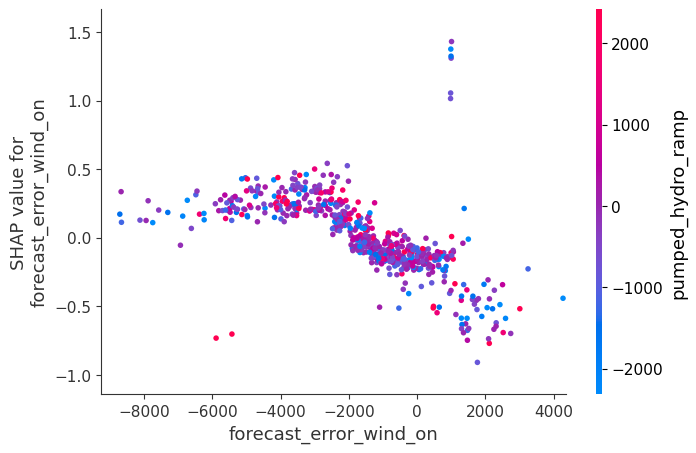 1.5
1.0
0.5
0.0
−0.5
−1.0
SHAP value for
forecast_error_wind_on
−8000 −6000 −4000 −2000 0 2000 4000
forecast_error_wind_on
2000
1000
0
−1000
−2000
pumped_hydro_ramp